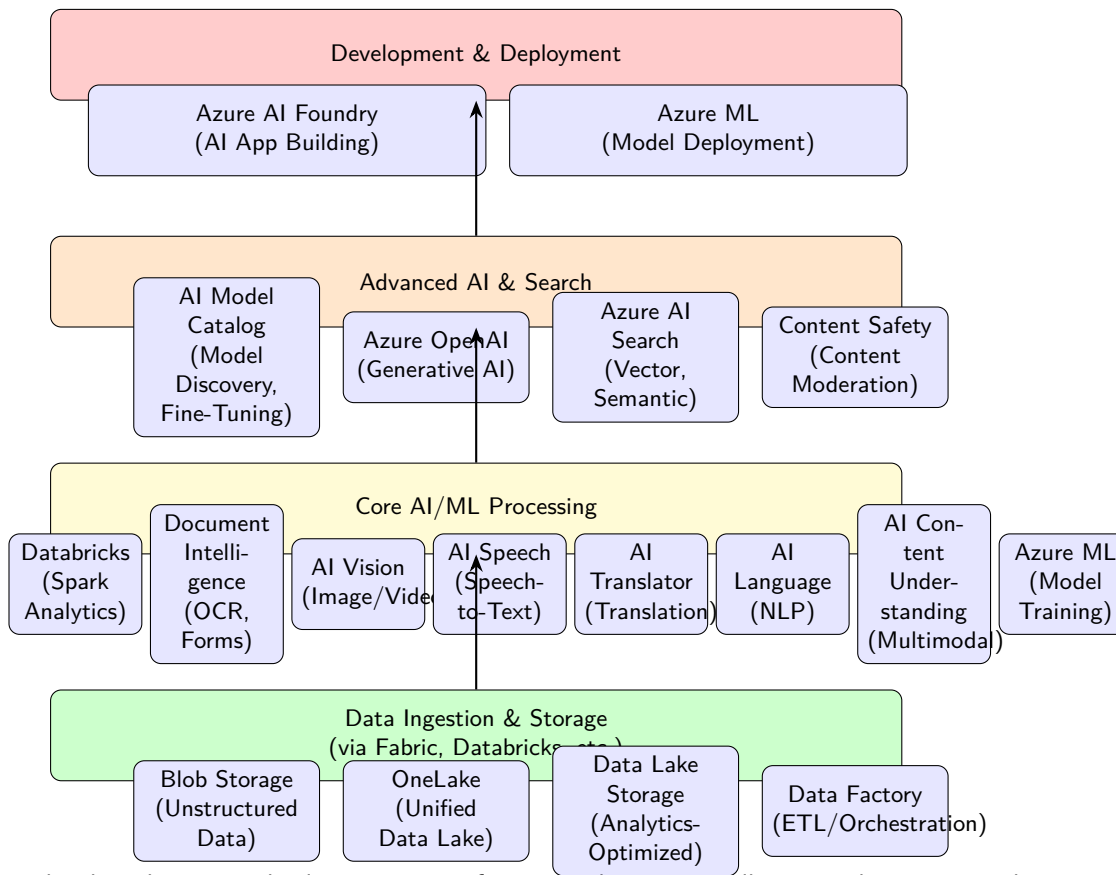 Development & Deployment
Azure AI Foundry
(AI App Building)
Azure ML
(Model Deployment)
Advanced AI & Search
AI Model
Catalog
(Model
Discovery,
Fine-Tuning)
Azure OpenAI
(Generative AI)
Azure AI
Search
(Vector,
Semantic)
Content Safety
(Content
Moderation)
Core AI/ML Processing
Databricks
(Spark
Analytics)
Document
Intelli-
gence
(OCR,
Forms)
AI Vision
(Image/Video
AI Speech
(Speech-
to-Text)
AI
Translator
(Translation)
AI
Language
(NLP)
AI Con-
tent
Under-
standing
(Multimodal)
Azure ML
(Model
Training)
Data Ingestion & Storage
(via Fabric, Databricks, etc.)
Blob Storage
(Unstructured
Data)
OneLake
(Unified
Data Lake)
Data Lake
Storage
(Analytics-
Optimized)
Data Factory
(ETL/Orchestration)